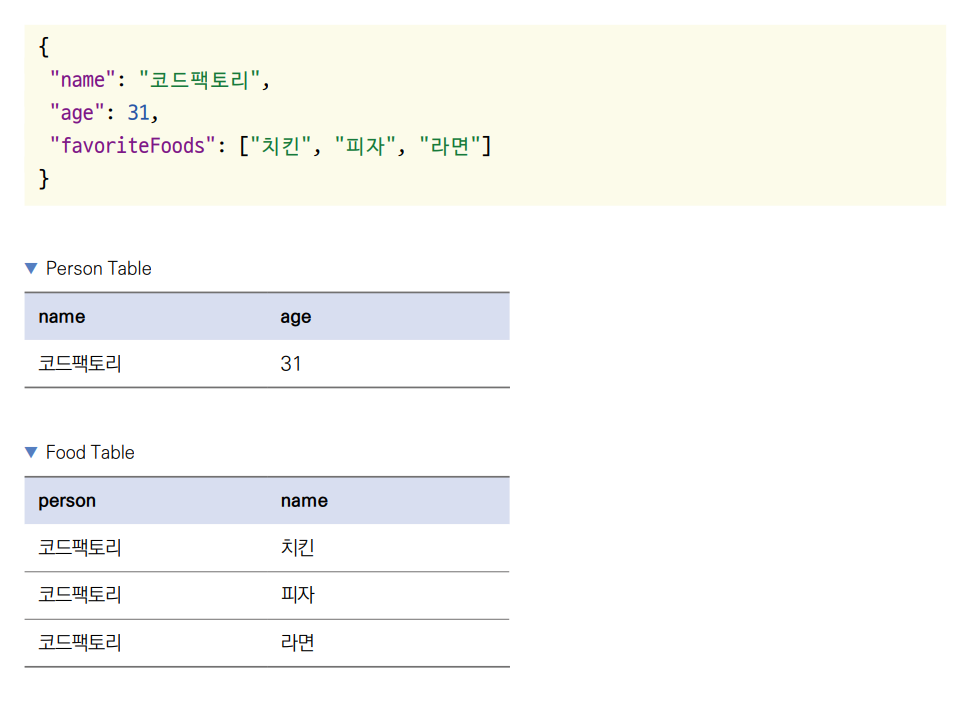 {
"name": "코드팩토리",
"age": 31,
"favoriteFoods": ["치킨", "피자", "라면"]
}
▼ Person Table
name age
코드팩토리 31
▼ Food Table
person name
코드팩토리 치킨
코드팩토리 피자
코드팩토리 라면